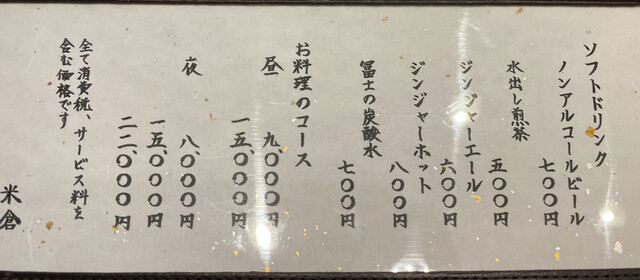 ソフトドリンク
ノンアルコールビール 七〇〇円
水出し煎茶 五〇〇円
ジンジャーエール 六〇〇円
ジンジャーホット 八〇〇円
冨士の炭酸水 七〇〇円
お料理のコース
昼 九、〇〇〇円
一五、〇〇〇円
夜 八、〇〇〇円
一五、〇〇〇円
二二、〇〇〇円
全て消費税、サービス料を
含む価格です
米倉